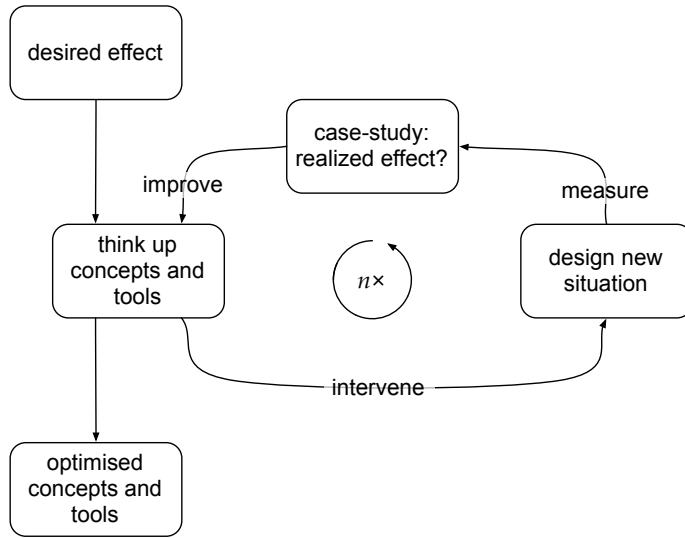 desired effect
case-study:
realized effect?
improve
measure
think up
concepts and
tools
n×
design new
situation
intervene
optimised
concepts and
tools